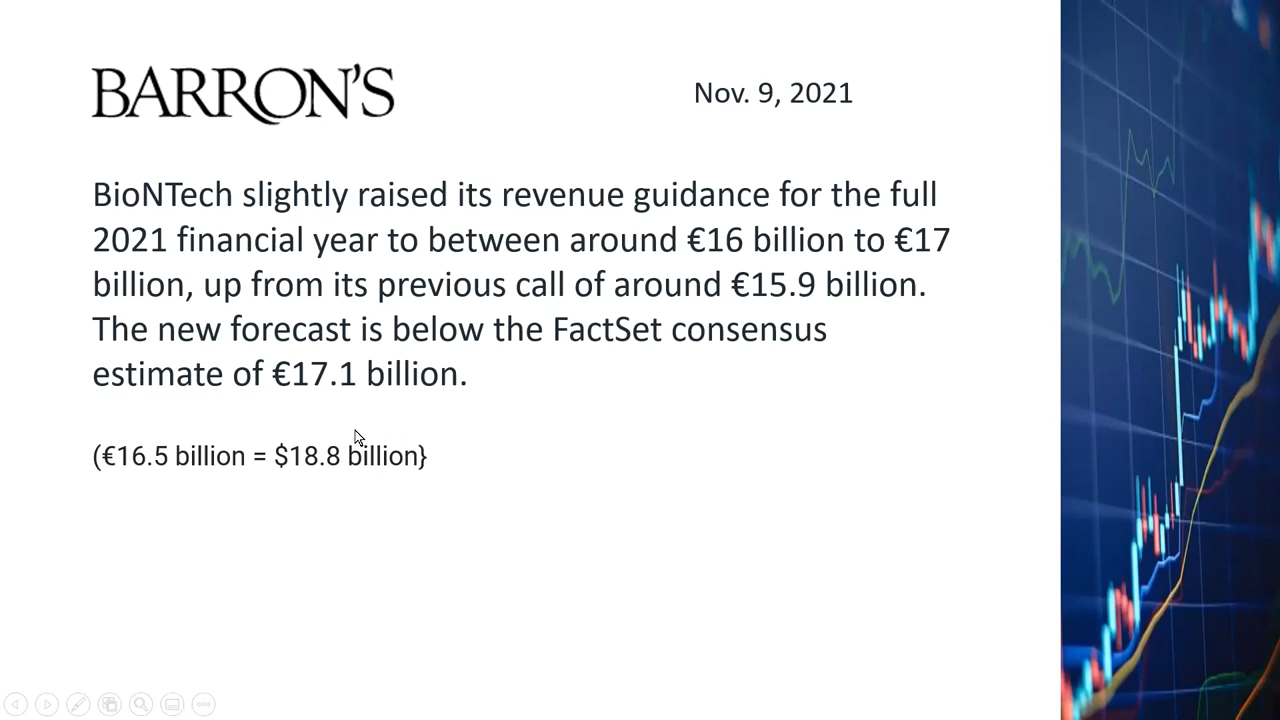 BARRON'S
Nov. 9, 2021
BioNTech slightly raised its revenue guidance for the full
2021 financial year to between around €16 billion to €17
billion, up from its previous call of around €15.9 billion.
The new forecast is below the FactSet consensus
estimate of €17.1 billion.
(€16.5 billion = $18.8 billion}